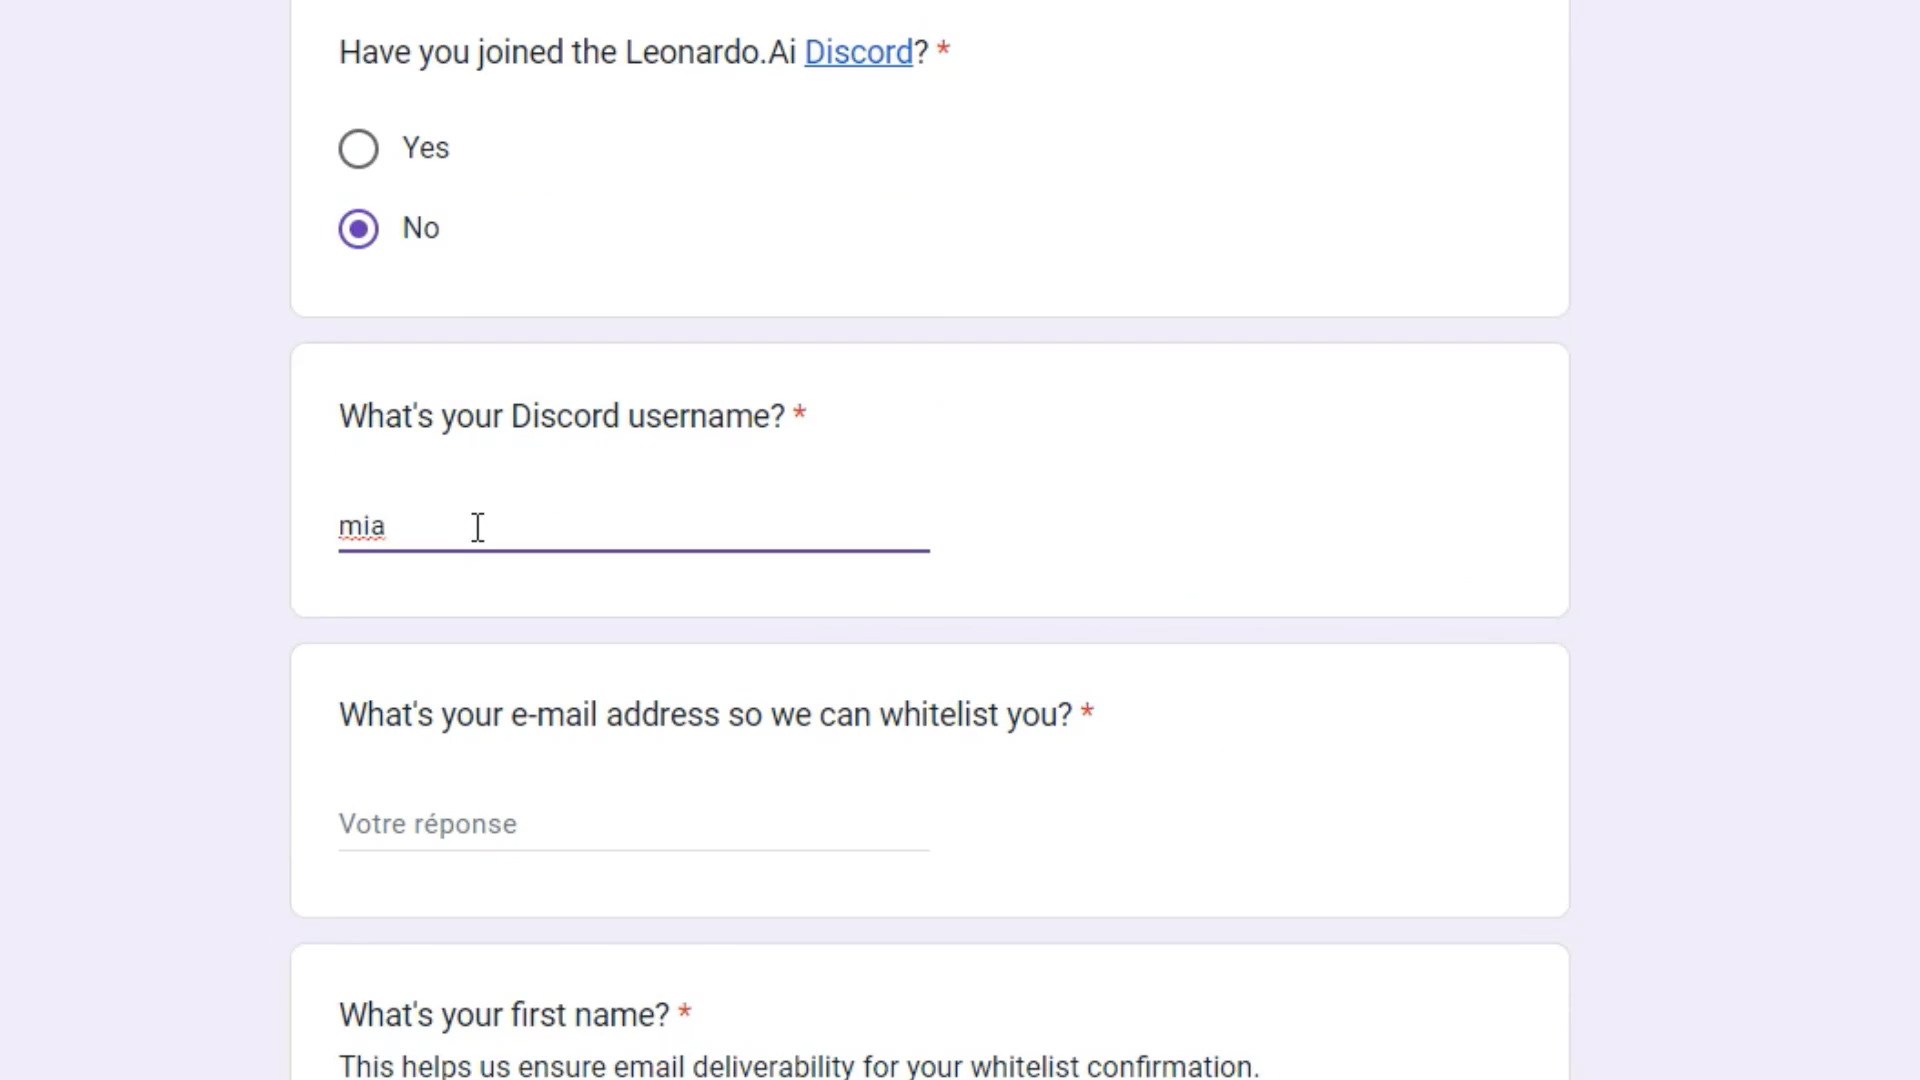 Have you joined the Leonardo.Ai Discord? *
Yes
No
What's your Discord username? *
mia
What's your e-mail address so we can whitelist you? *
Votre réponse
What's your first name? *
This helps us ensure email deliverability for your whitelist confirmation.